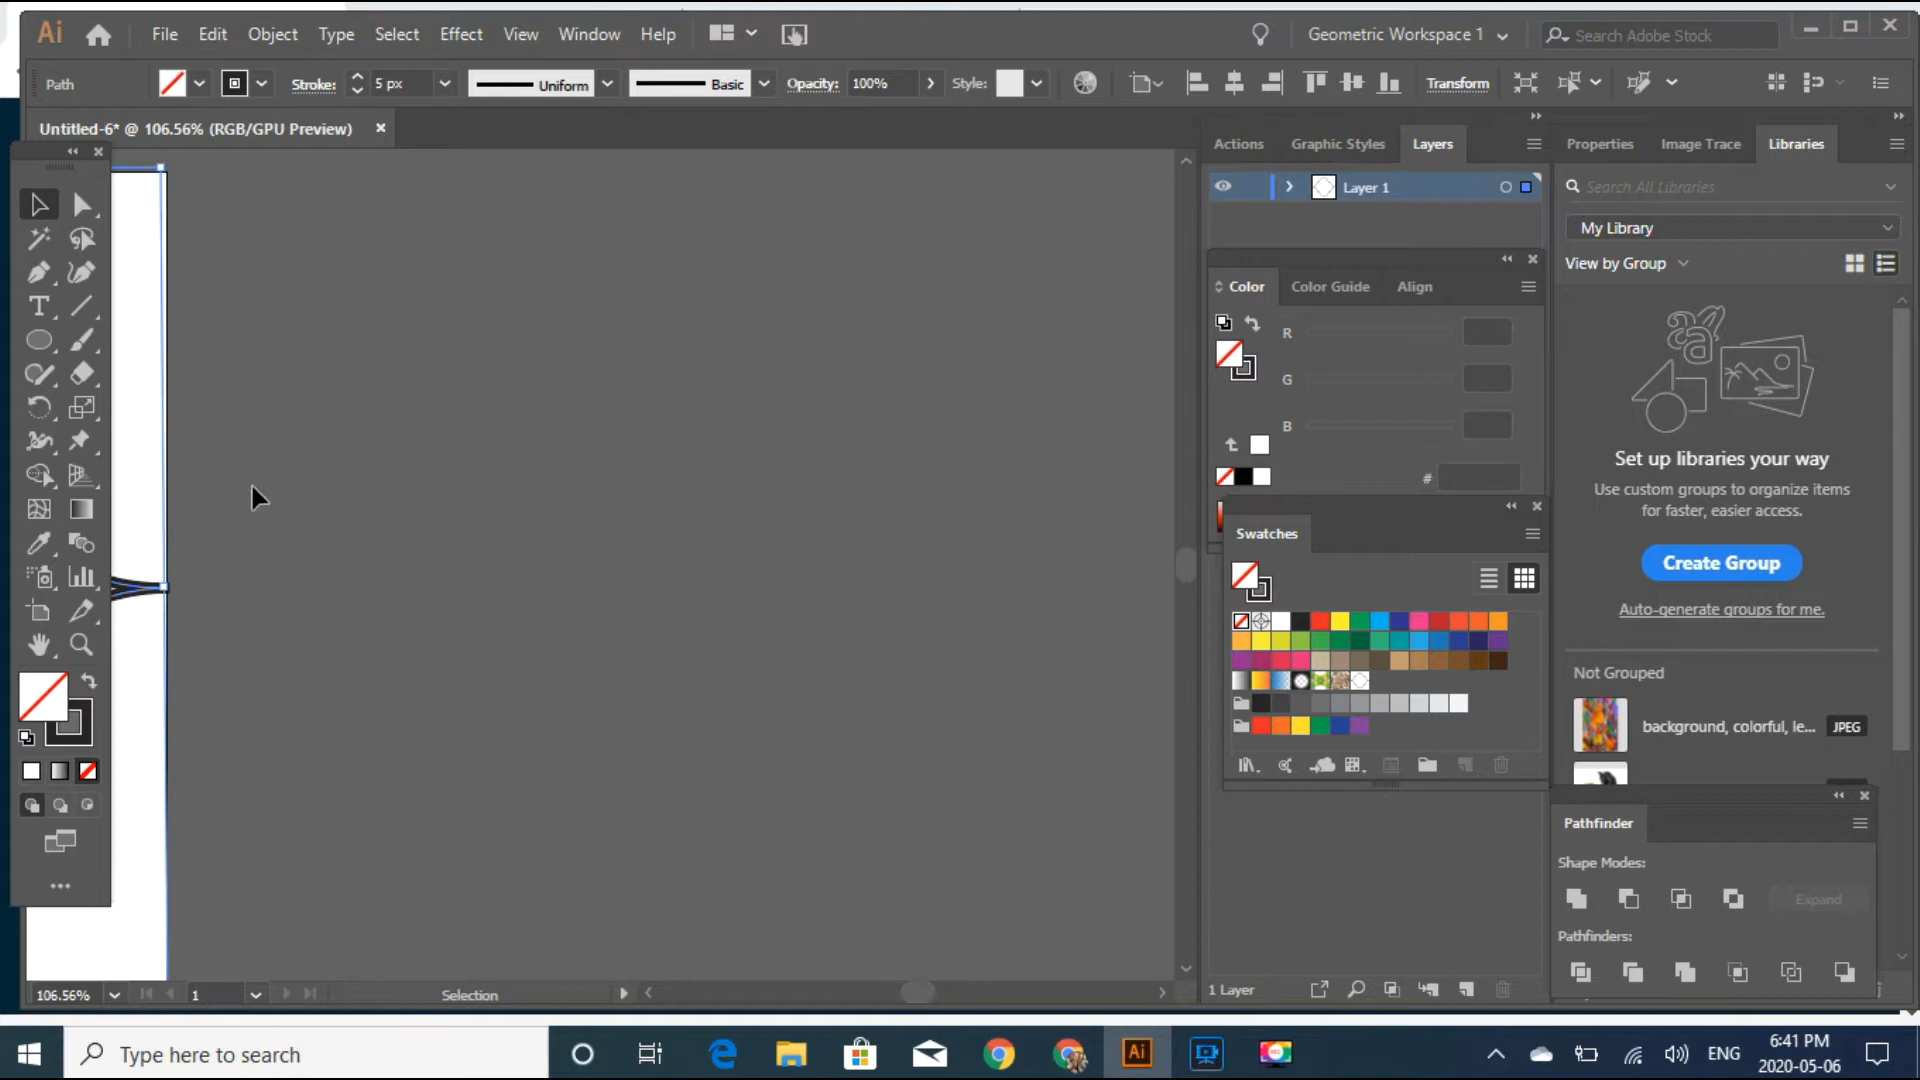 Ai File Edit Object Type Select Effect View Window Help Geometric Workspace 1 Search Adobe Stock
Path Stroke: 5 px Uniform Basic Opacity: 100% Style: Transform
Untitled-6* @ 106.56% (RGB/GPU Preview)
Actions Graphic Styles Layers
Layer 1
Color Color Guide Align
R
G
B
#
Swatches
1 Layer
Properties Image Trace Libraries
Search All Libraries
My Library
View by Group
Set up libraries your way
Use custom groups to organize items
for faster, easier access.
Create Group
Auto-generate groups for me.
Not Grouped
background, colorful, le... JPEG
Pathfinder
Shape Modes:
Expand
Pathfinders:
106.56% 1 Selection
Type here to search
Ai
ENG
6:41 PM
2020-05-06